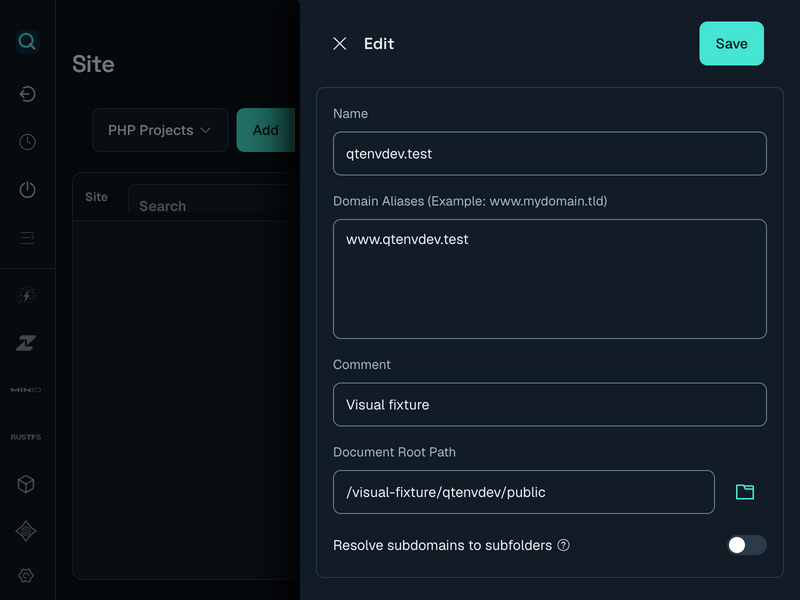 Site
PHP Projects
Add
Site
Search
MINIO
RUSTFS
Edit
Save
Name
qtenvdev.test
Domain Aliases (Example: www.mydomain.tld)
www.qtenvdev.test
Comment
Visual fixture
Document Root Path
/visual-fixture/qtenvdev/public
Resolve subdomains to subfolders